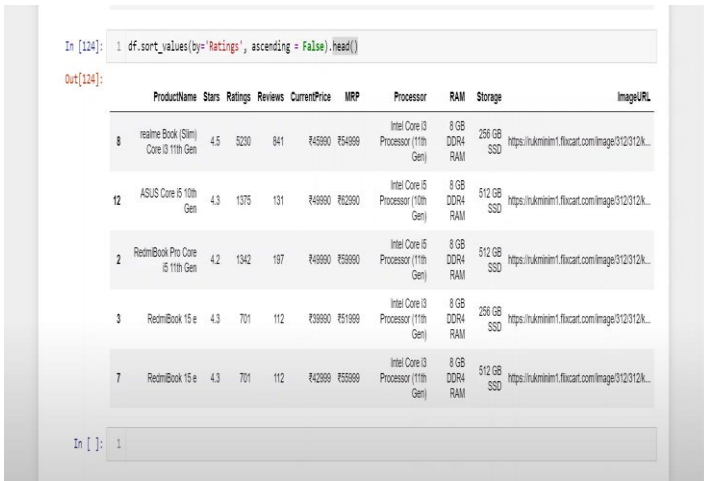 In [124]: 1 df.sort_values(by='Ratings', ascending = False).head()
Out[124]:
ProductName Stars Ratings Reviews CurrentPrice MRP Processor RAM Storage ImageURL
8 realme Book (Slim) Core i3 11th Gen 4.5 5230 841 ₹45990 ₹54999 Intel Core i3 Processor (11th Gen) 8 GB DDR4 RAM 256 GB SSD https://rukminim1.flixcart.com/image/312/312/k...
12 ASUS Core i5 10th Gen 4.3 1375 131 ₹49990 ₹62990 Intel Core i5 Processor (10th Gen) 8 GB DDR4 RAM 512 GB SSD https://rukminim1.flixcart.com/image/312/312/k...
2 RedmiBook Pro Core i5 11th Gen 4.2 1342 197 ₹49990 ₹59990 Intel Core i5 Processor (11th Gen) 8 GB DDR4 RAM 512 GB SSD https://rukminim1.flixcart.com/image/312/312/k...
3 RedmiBook 15 e 4.3 701 112 ₹39990 ₹51999 Intel Core i3 Processor (11th Gen) 8 GB DDR4 RAM 256 GB SSD https://rukminim1.flixcart.com/image/312/312/k...
7 RedmiBook 15 e 4.3 701 112 ₹42999 ₹55999 Intel Core i3 Processor (11th Gen) 8 GB DDR4 RAM 512 GB SSD https://rukminim1.flixcart.com/image/312/312/k...
In [ ]: 1